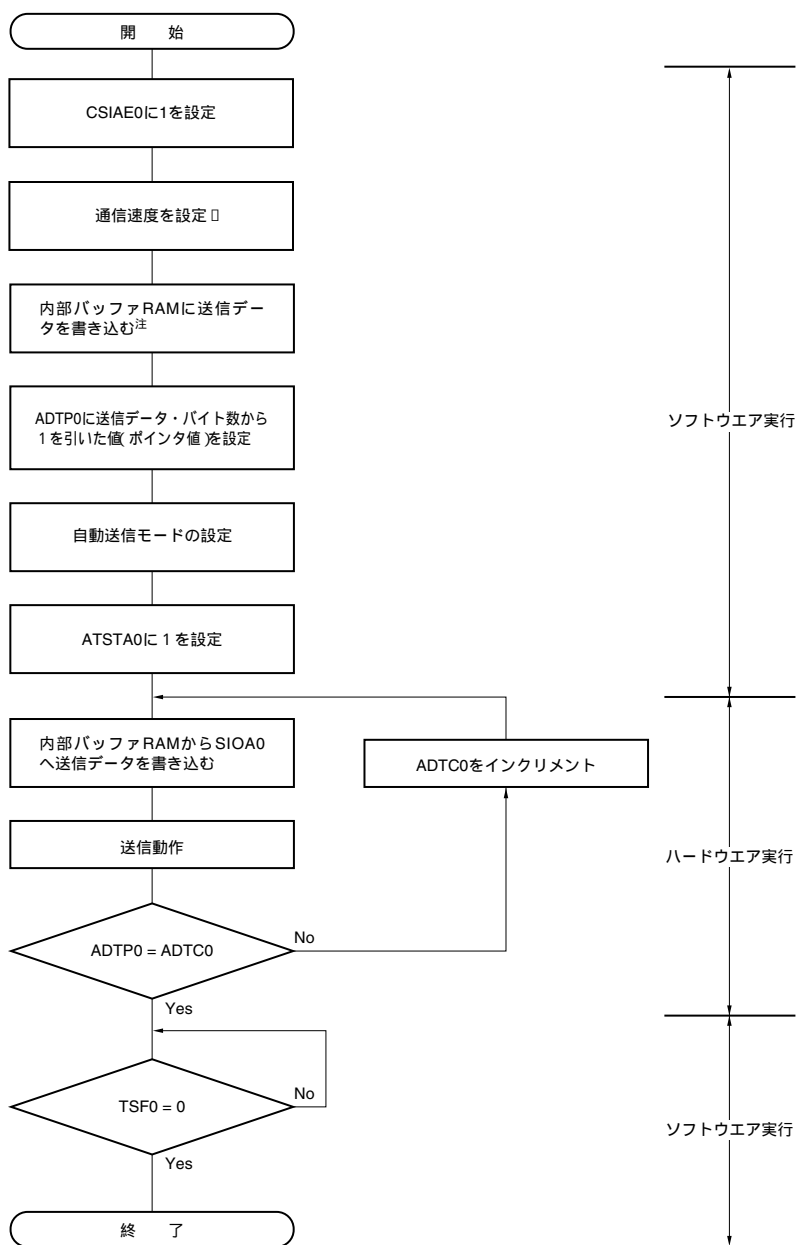 開 始
CSIAE0に1を設定
通信速度を設定
内部バッファRAMに送信デー
タを書き込む注
ADTP0に送信データ・バイト数から
1を引いた値(ポインタ値)を設定
自動送信モードの設定
ATSTA0に1を設定
内部バッファRAMからSIOA0
へ送信データを書き込む
ADTC0をインクリメント
送信動作
ADTP0 = ADTC0
No
Yes
TSF0 = 0
No
Yes
終 了
ソフトウエア実行
ハードウエア実行
ソフトウエア実行